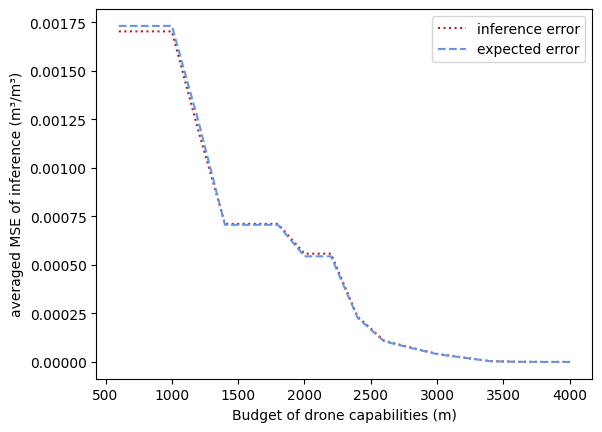 inference error
expected error
averaged MSE of inference (m³/m³)
0.00175
0.00150
0.00125
0.00100
0.00075
0.00050
0.00025
0.00000
500 1000 1500 2000 2500 3000 3500 4000
Budget of drone capabilities (m)